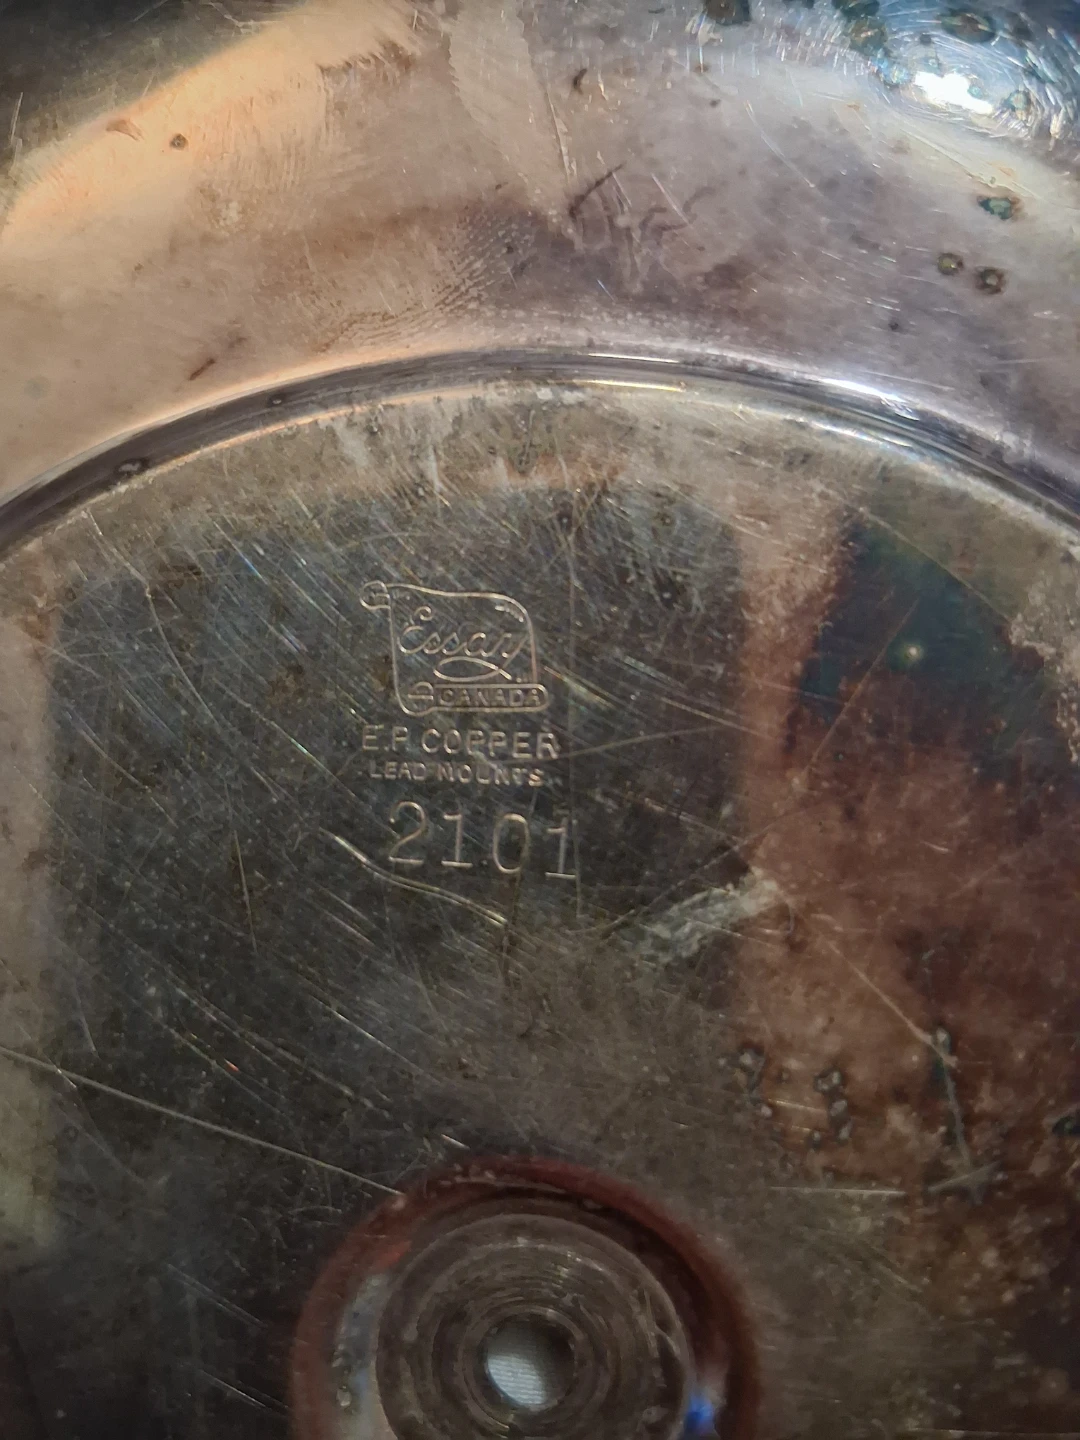 Essay
CANADA
E.P. COPPER
LEAD MOUNTS
2101